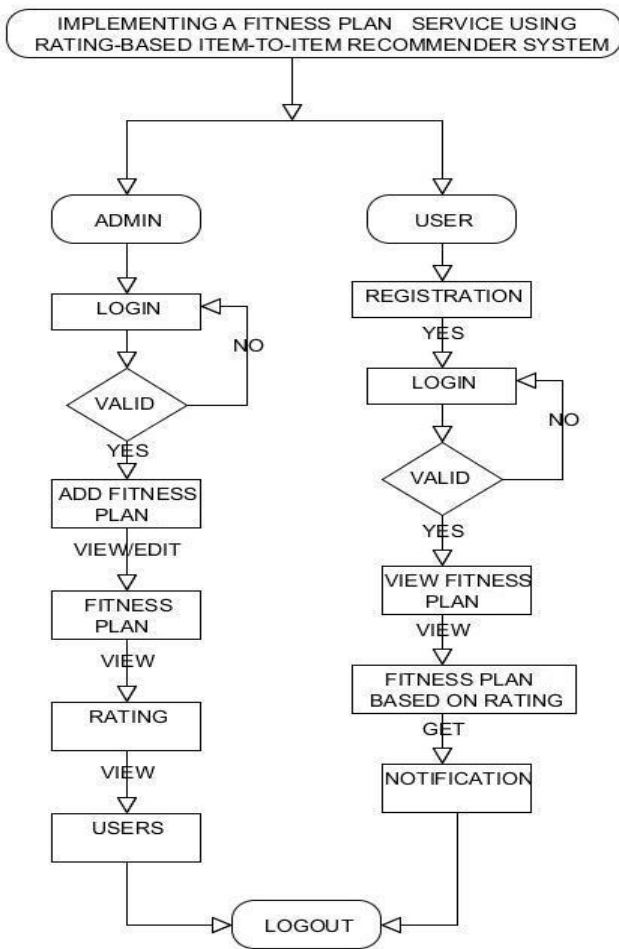 IMPLEMENTING A FITNESS PLAN SERVICE USING
RATING-BASED ITEM-TO-ITEM RECOMMENDER SYSTEM
ADMIN
LOGIN
NO
VALID
YES
ADD FITNESS
PLAN
VIEW/EDIT
FITNESS
PLAN
VIEW
RATING
VIEW
USERS
USER
REGISTRATION
YES
LOGIN
NO
VALID
YES
VIEW FITNESS
PLAN
VIEW
FITNESS PLAN
BASED ON RATING
GET
NOTIFICATION
LOGOUT